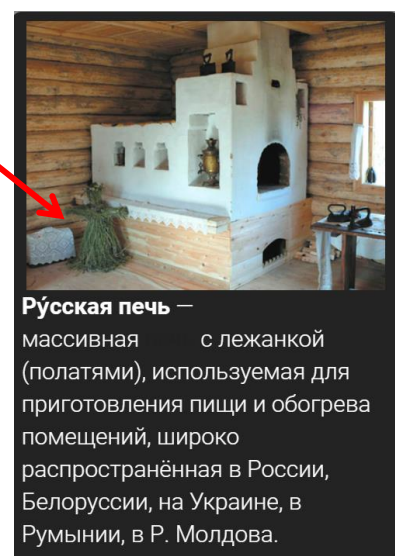 Ру́сская печь —
массивная с лежанкой
(полатями), используемая для
приготовления пищи и обогрева
помещений, широко
распространённая в России,
Белоруссии, на Украине, в
Румынии, в Р. Молдова.